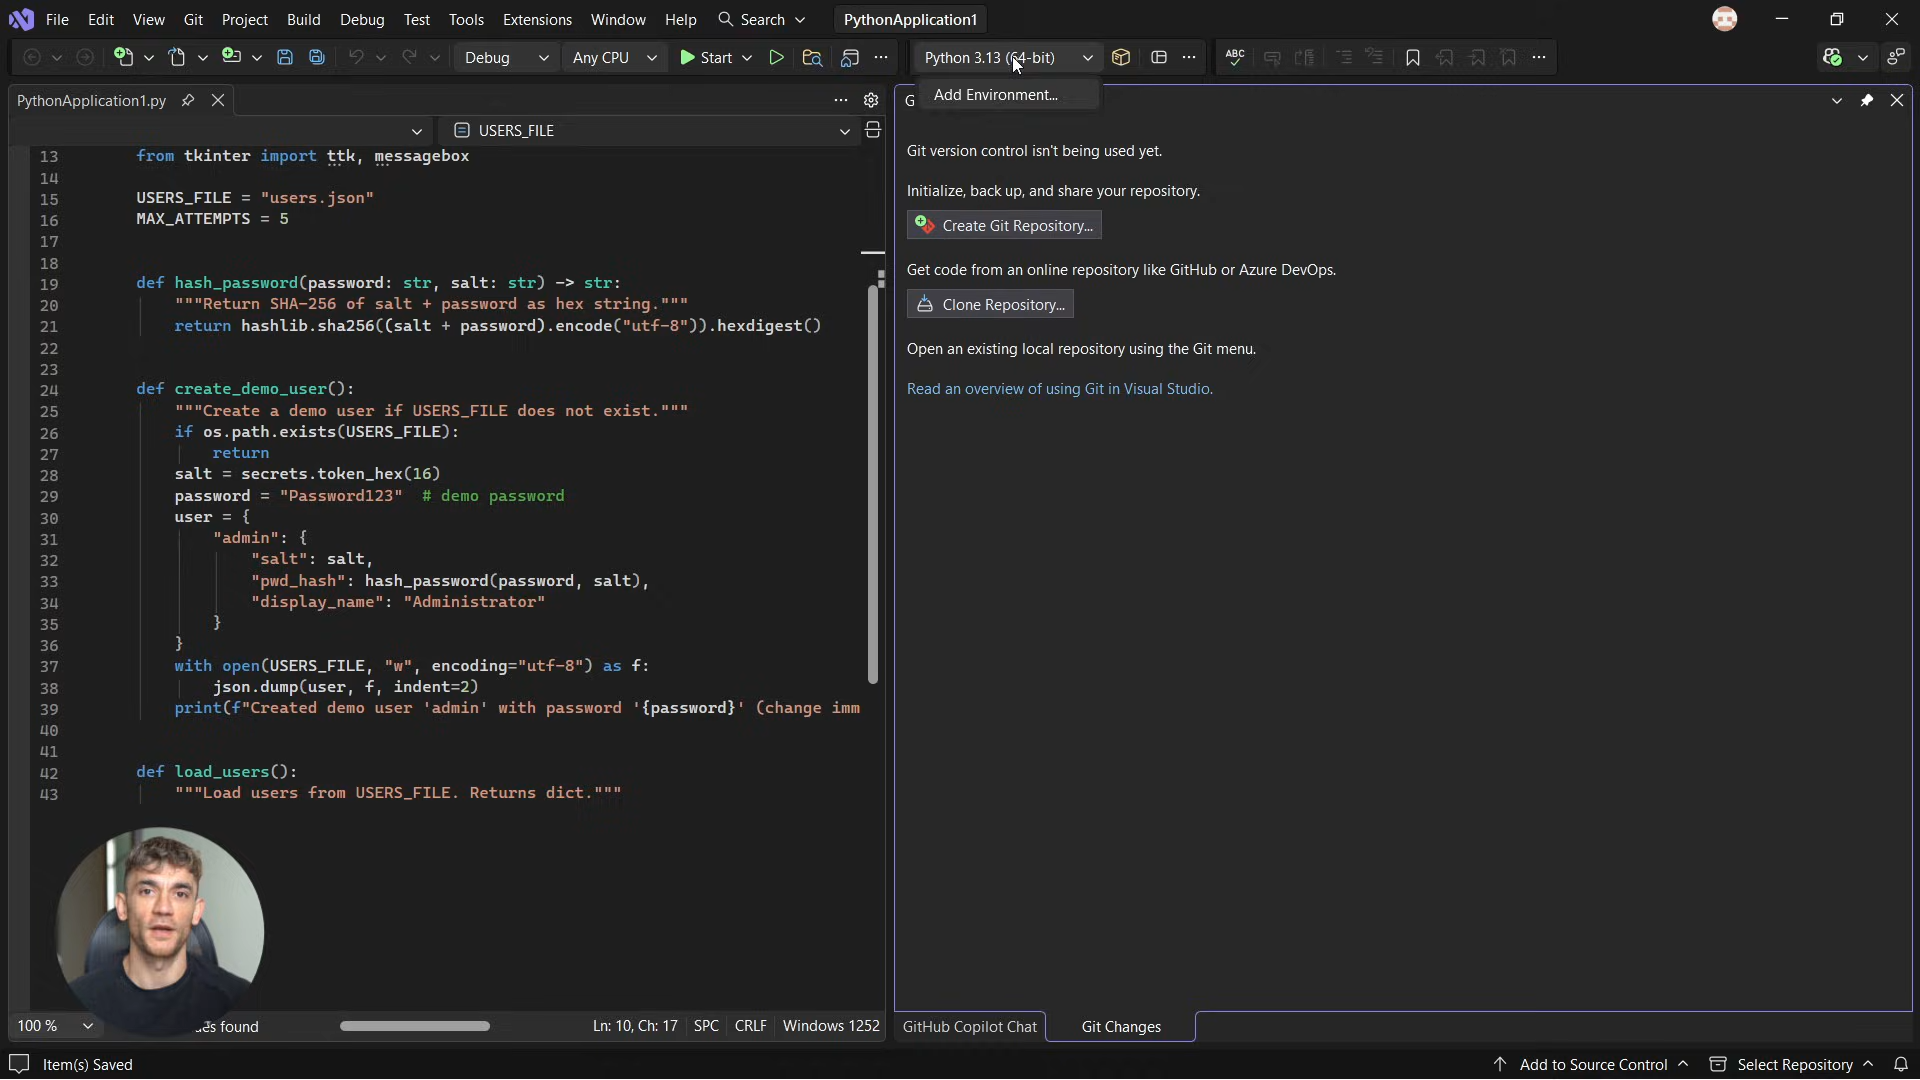 File Edit View Git Project Build Debug Test Tools Extensions Window Help Search PythonApplication1
Debug Any CPU Start Python 3.13 (64-bit) ABC
Add Environment...
PythonApplication1.py
G
USERS_FILE
13 from tkinter import ttk, messagebox
14
15 USERS_FILE = "users.json"
16 MAX_ATTEMPTS = 5
17
18
19 def hash_password(password: str, salt: str) -> str:
20 """Return SHA-256 of salt + password as hex string."""
21 return hashlib.sha256((salt + password).encode("utf-8")).hexdigest()
22
23
24 def create_demo_user():
25 """Create a demo user if USERS_FILE does not exist."""
26 if os.path.exists(USERS_FILE):
27 return
28 salt = secrets.token_hex(16)
29 password = "Password123" # demo password
30 user = {
31 "admin": {
32 "salt": salt,
33 "pwd_hash": hash_password(password, salt),
34 "display_name": "Administrator"
35 }
36 }
37 with open(USERS_FILE, "w", encoding="utf-8") as f:
38 json.dump(user, f, indent=2)
39 print(f"Created demo user 'admin' with password '{password}' (change imm
40
41
42 def load_users():
43 """Load users from USERS_FILE. Returns dict."""
100 % ues found Ln: 10, Ch: 17 SPC CRLF Windows 1252
Git version control isn't being used yet.
Initialize, back up, and share your repository.
Create Git Repository...
Get code from an online repository like GitHub or Azure DevOps.
Clone Repository...
Open an existing local repository using the Git menu.
Read an overview of using Git in Visual Studio.
GitHub Copilot Chat Git Changes
Item(s) Saved Add to Source Control Select Repository